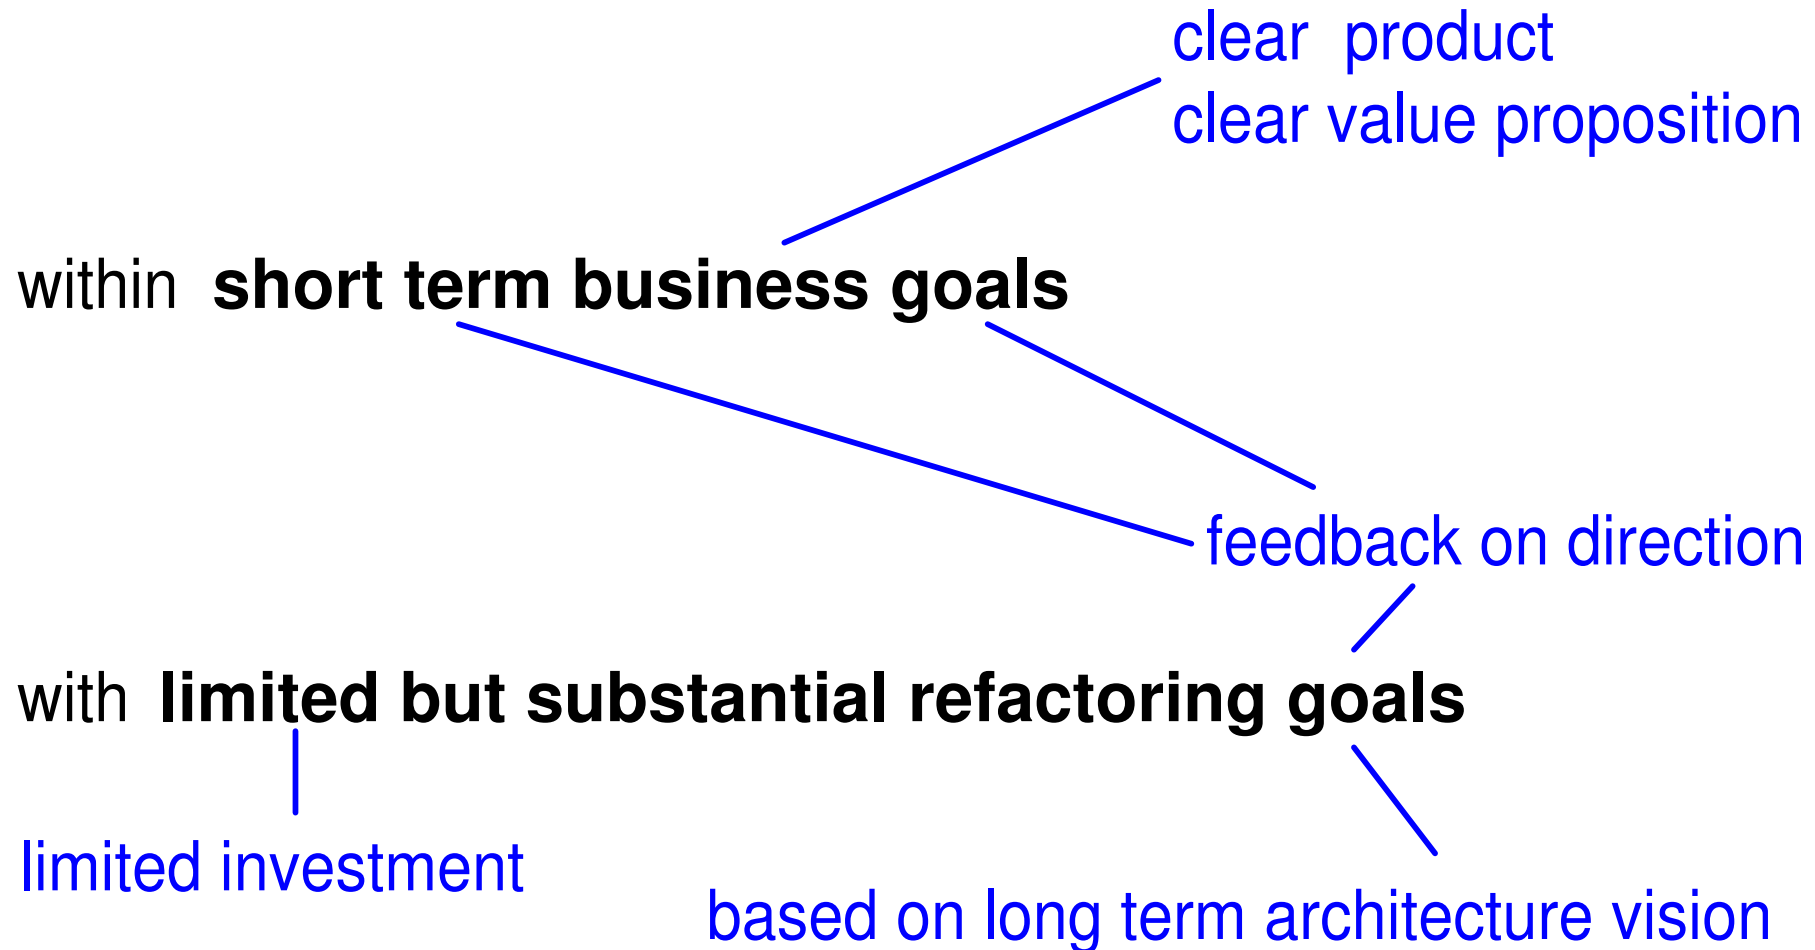 clear product
clear value proposition
within short term business goals
feedback on direction
with limited but substantial refactoring goals
limited investment
based on long term architecture vision